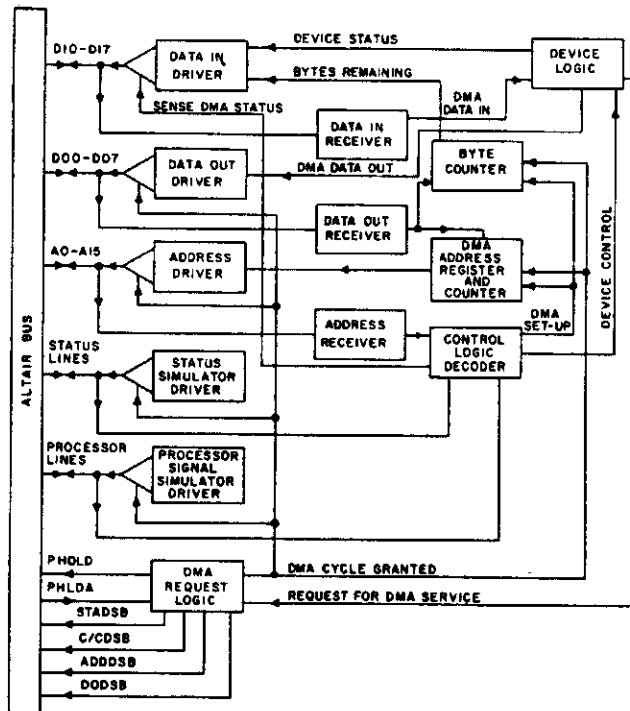 DIO-DI7
DATA IN
DRIVER
DEVICE STATUS
BYTES REMAINING
DEVICE
LOGIC
SENSE DMA STATUS
DMA
DATA IN
DATA IN
RECEIVER
DOO-DO7
DATA OUT
DRIVER
DMA DATA OUT
BYTE
COUNTER
DATA OUT
RECEIVER
AO-A15
ADDRESS
DRIVER
DMA
ADDRESS
REGISTER
AND
COUNTER
DEVICE CONTROL
ADDRESS
RECEIVER
DMA
SET-UP
CONTROL
LOGIC
DECODER
ALTAIR BUS
STATUS
LINES
STATUS
SIMULATOR
DRIVER
PROCESSOR
LINES
PROCESSOR
SIGNAL
SIMULATOR
DRIVER
PHOLD
DMA
REQUEST
LOGIC
DMA CYCLE GRANTED
PHLDA
REQUEST FOR DMA SERVICE
STADSB
C/CDSB
ADDDSB
DODSB